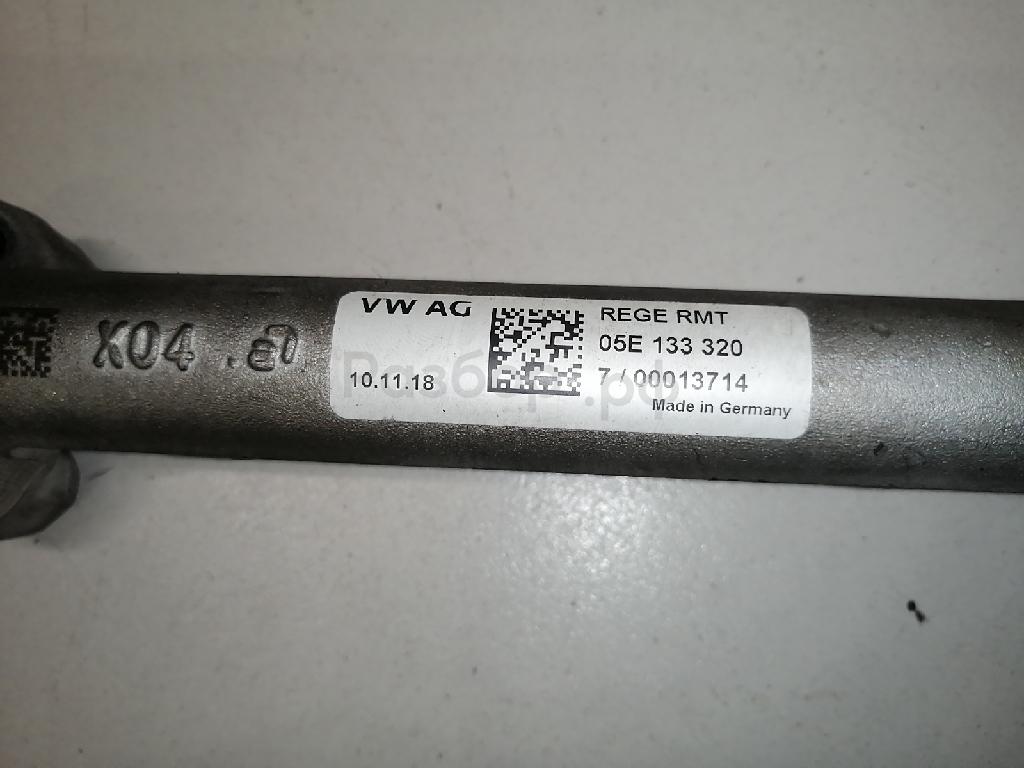 X04
VW AG
10.11.18
REGE RMT
05E 133 320
7 / 00013714
Made in Germany